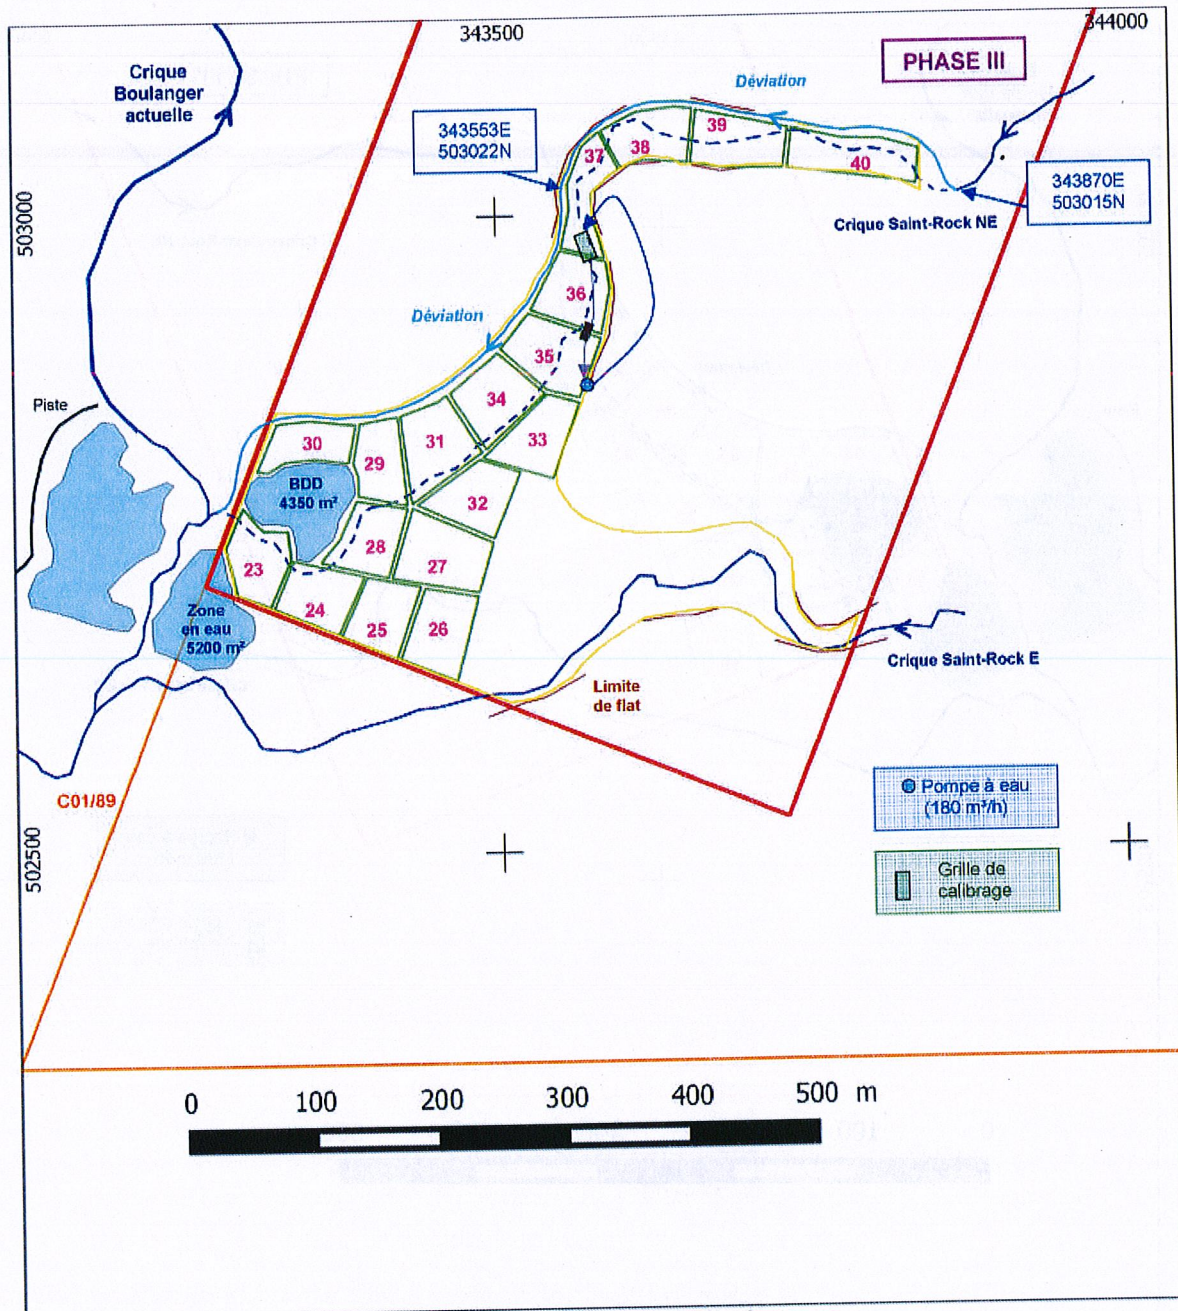 343500
344000
PHASE III
Crique
Boulanger
actuelle
Déviation
343553E
503022N
39
38
37
40
343870E
503015N
Crique Saint-Rock NE
503000
36
Déviation
35
34
Piste
33
31
30
29
BDD
4350 m²
32
28
27
23
24
25
26
Zone
en eau
5200 m²
Crique Saint-Rock E
Limite
de flat
C01/89
Pompe à eau
(180 m³/h)
502500
Grille de
calibrage
0 100 200 300 400 500 m